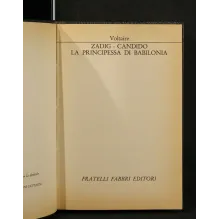 Voltaire
ZADIG - CANDIDO
LA PRINCIPESSA DI BABILONIA
FRATELLI FABBRI EDITORI